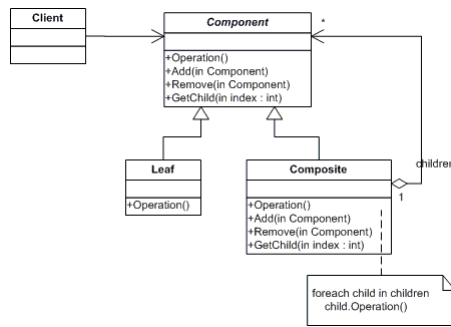 Client
Component
*
+Operation()
+Add(in Component)
+Remove(in Component)
+GetChild(in index : int)
Leaf
+Operation()
Composite
children
1
+Operation()
+Add(in Component)
+Remove(in Component)
+GetChild(in index : int)
foreach child in children
child.Operation()